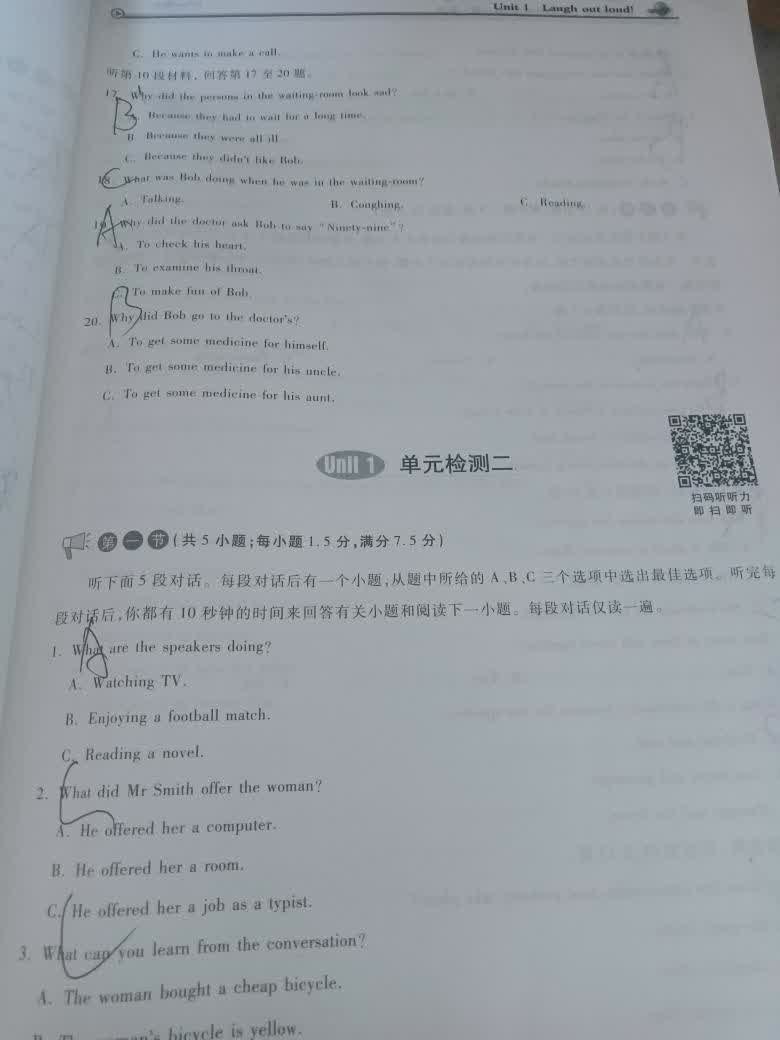 Unit 1 Laugh out loud!
C. He wants to make a call.
听第 10 段材料，回答第 17 至 20 题。
17. Why did the persons in the waiting-room look sad?
B
A. Because they had to wait for a long time.
B. Because they were all ill.
C. Because they didn't like Bob.
18. What was Bob doing when he was in the waiting-room?
C
A. Talking. B. Coughing. C. Reading.
19. Why did the doctor ask Bob to say "Ninety-nine"?
A
A. To check his heart.
B. To examine his throat.
C. To make fun of Bob.
20. Why did Bob go to the doctor's?
B
A. To get some medicine for himself.
B. To get some medicine for his uncle.
C. To get some medicine for his aunt.
Unit 1 单元检测二
扫码听听力
即扫即听
第一节 (共 5 小题;每小题 1.5 分,满分 7.5 分)
听下面 5 段对话。每段对话后有一个小题,从题中所给的 A、B、C 三个选项中选出最佳选项。听完每
段对话后,你都有 10 秒钟的时间来回答有关小题和阅读下一小题。每段对话仅读一遍。
1. What are the speakers doing?
A. Watching TV.
B. Enjoying a football match.
C. Reading a novel.
2. What did Mr Smith offer the woman?
C
A. He offered her a computer.
B. He offered her a room.
C. He offered her a job as a typist.
3. What can you learn from the conversation?
C
A. The woman bought a cheap bicycle.
bicycle is yellow.